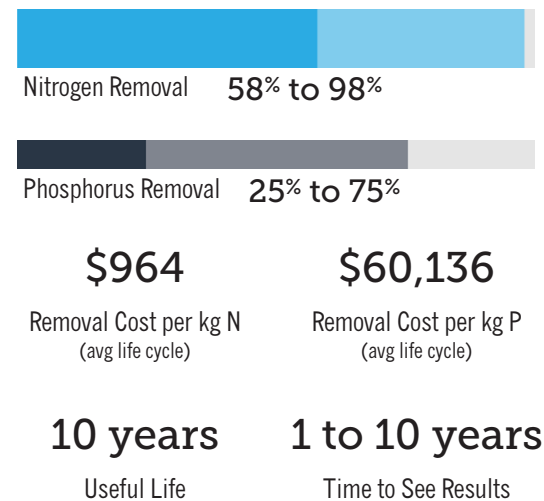 Nitrogen Removal 58% to 98%
Phosphorus Removal 25% to 75%
$964 $60,136
Removal Cost per kg N Removal Cost per kg P
(avg life cycle) (avg life cycle)
10 years 1 to 10 years
Useful Life Time to See Results